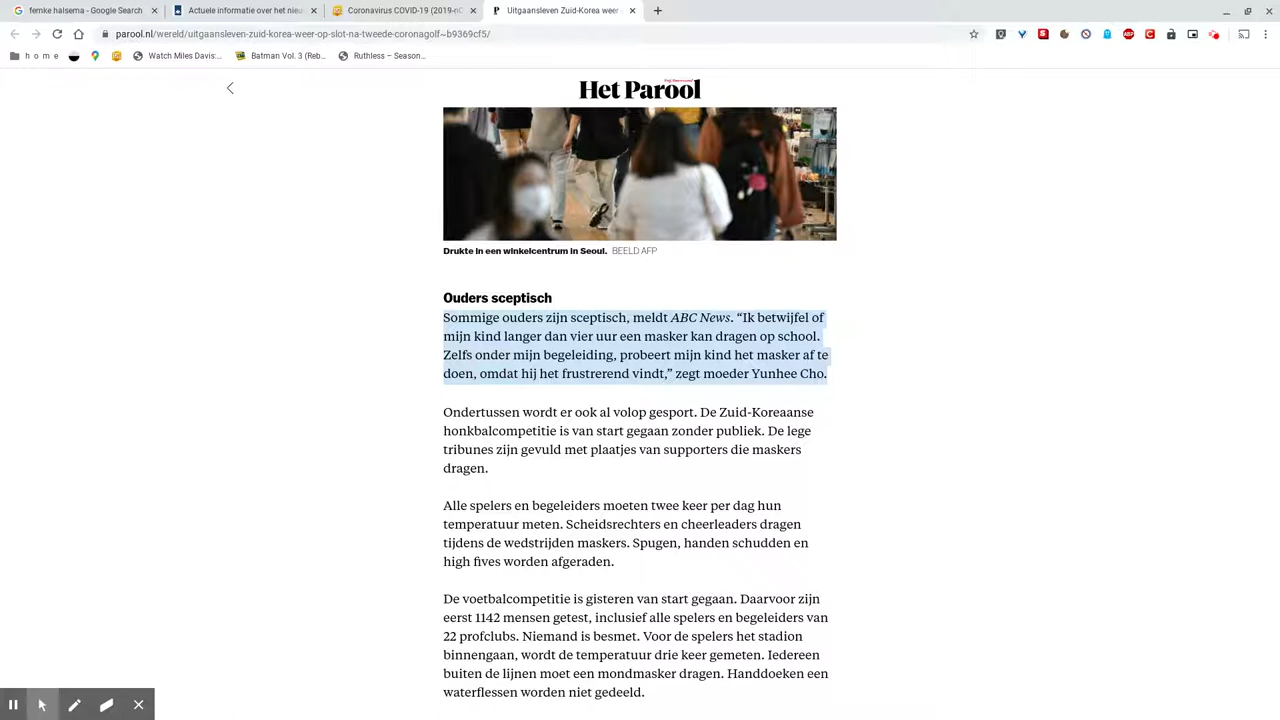 femke halsema - Google Search
Actuele informatie over het nieu
Coronavirus COVID-19 (2019-nC
Uitgaansleven Zuid-Korea weer
parool.nl/wereld/uitgaansleven-zuid-korea-weer-op-slot-na-tweede-coronagolf~b9369cf5/
h o m e
Watch Miles Davis:...
Batman Vol. 3 (Reb...
Ruthless – Season...
Het Parool
Drukte in een winkelcentrum in Seoul. BEELD AFP
Ouders sceptisch
Sommige ouders zijn sceptisch, meldt ABC News. “Ik betwijfel of
mijn kind langer dan vier uur een masker kan dragen op school.
Zelfs onder mijn begeleiding, probeert mijn kind het masker af te
doen, omdat hij het frustrerend vindt,” zegt moeder Yunhee Cho.
Ondertussen wordt er ook al volop gesport. De Zuid-Koreaanse
honkbalcompetitie is van start gegaan zonder publiek. De lege
tribunes zijn gevuld met plaatjes van supporters die maskers
dragen.
Alle spelers en begeleiders moeten twee keer per dag hun
temperatuur meten. Scheidsrechters en cheerleaders dragen
tijdens de wedstrijden maskers. Spugen, handen schudden en
high fives worden afgeraden.
De voetbalcompetitie is gisteren van start gegaan. Daarvoor zijn
eerst 1142 mensen getest, inclusief alle spelers en begeleiders van
22 profclubs. Niemand is besmet. Voor de spelers het stadion
binnengaan, wordt de temperatuur drie keer gemeten. Iedereen
buiten de lijnen moet een mondmasker dragen. Handdoeken een
waterflessen worden niet gedeeld.